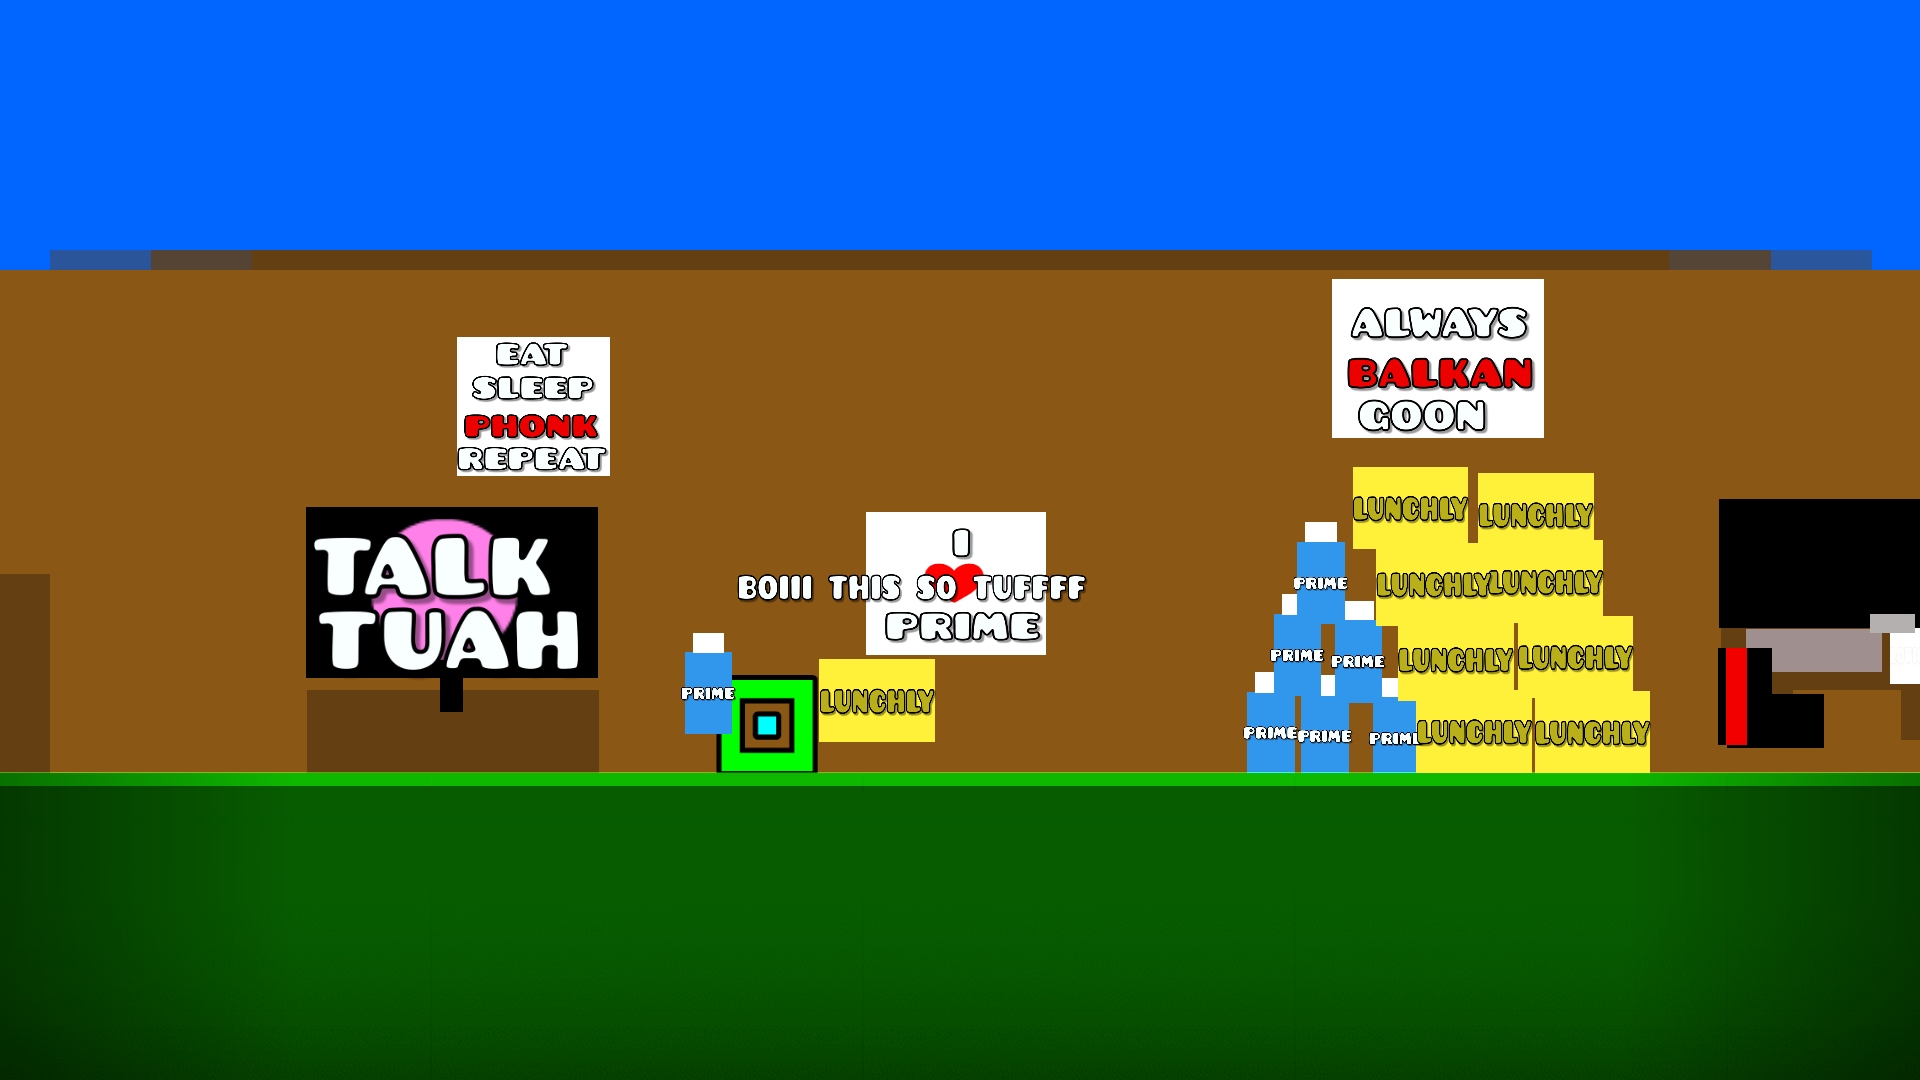 EAT
SLEEP
PHONK
REPEAT
TALK
TUAH
I
BOIII THIS SO TUFFFF
PRIME
PRIME
LUNCHLY
ALWAYS
BALKAN
GOON
LUNCHLY
LUNCHLY
PRIME
LUNCHLY
LUNCHLY
PRIME
PRIME
LUNCHLY
LUNCHLY
PRIME
PRIME
PRIME
LUNCHLY
LUNCHLY